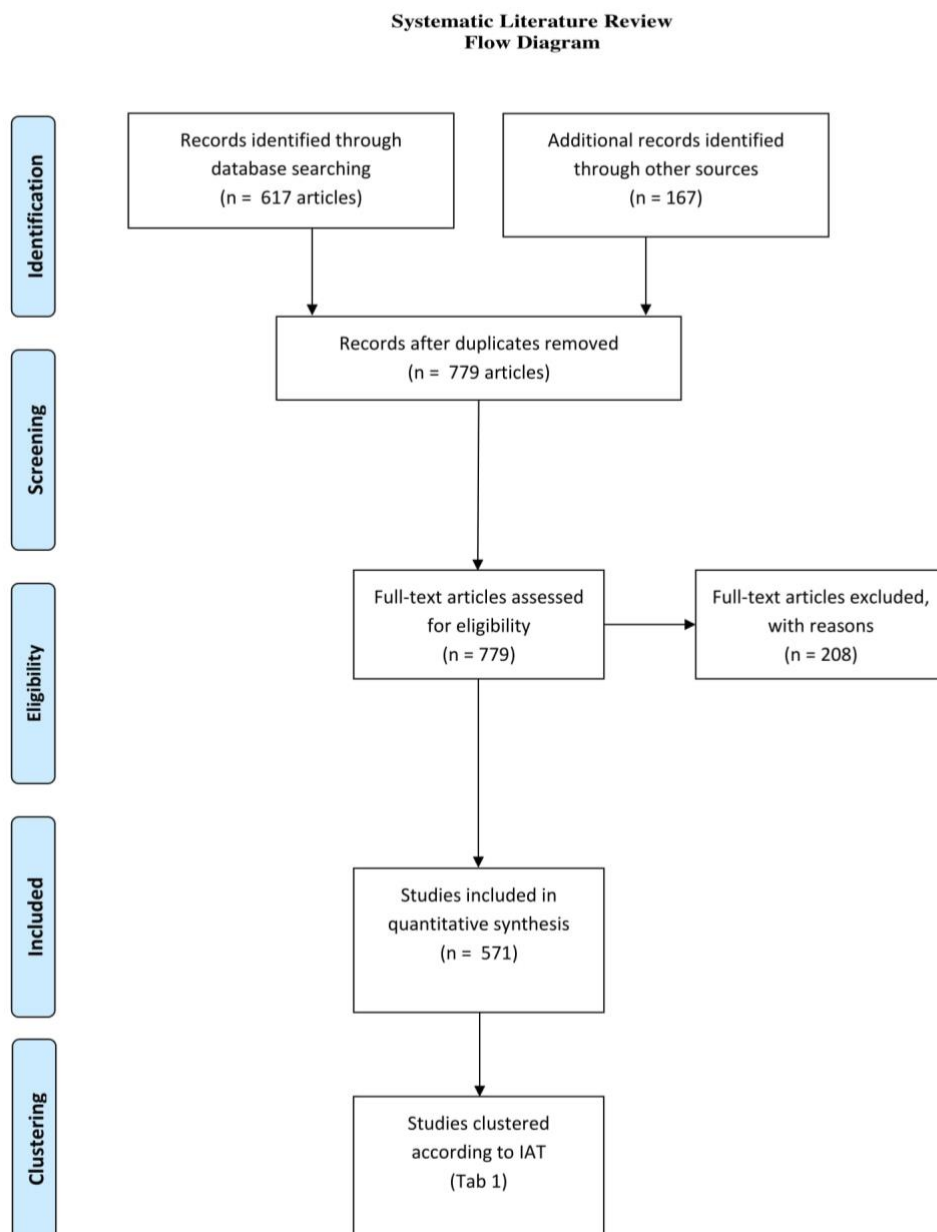 Systematic Literature Review
Flow Diagram
Identification
Records identified through
database searching
(n = 617 articles)
Additional records identified
through other sources
(n = 167)
Records after duplicates removed
(n = 779 articles)
Screening
Eligibility
Full-text articles assessed
for eligibility
(n = 779)
Full-text articles excluded,
with reasons
(n = 208)
Included
Studies included in
quantitative synthesis
(n = 571)
Clustering
Studies clustered
according to IAT
(Tab 1)